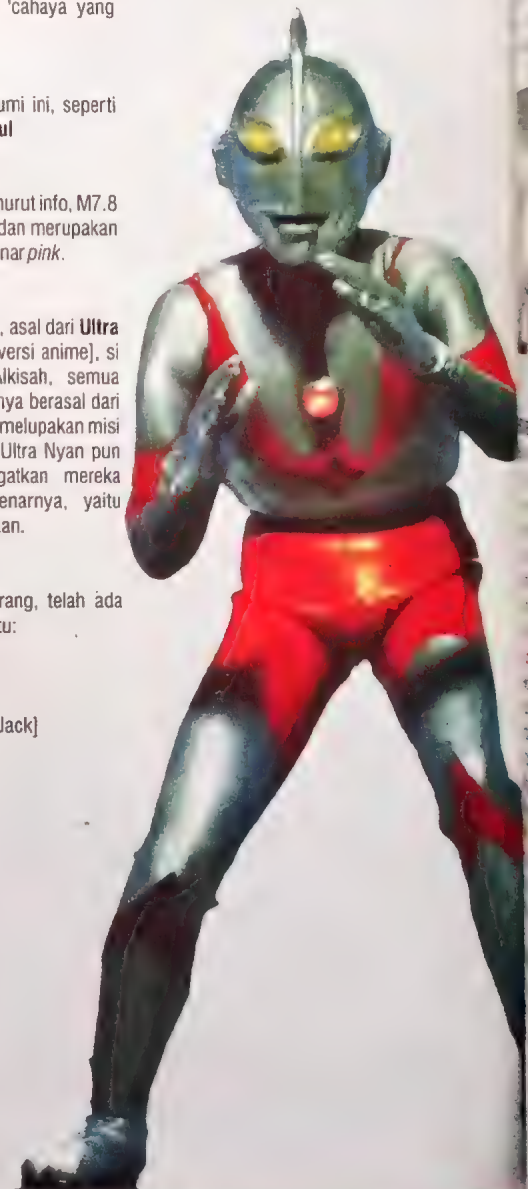 'cahaya yang
umi ini, seperti
ul
nurut info, M7.8
dan merupakan
nar pink.
, asal dari Ultra
versi anime], si
Alkisah, semua
nya berasal dari
melupakan misi
Ultra Nyan pun
gatkan mereka
enarnya, yaitu
kan.
rang, telah ada
tu:
Jack]